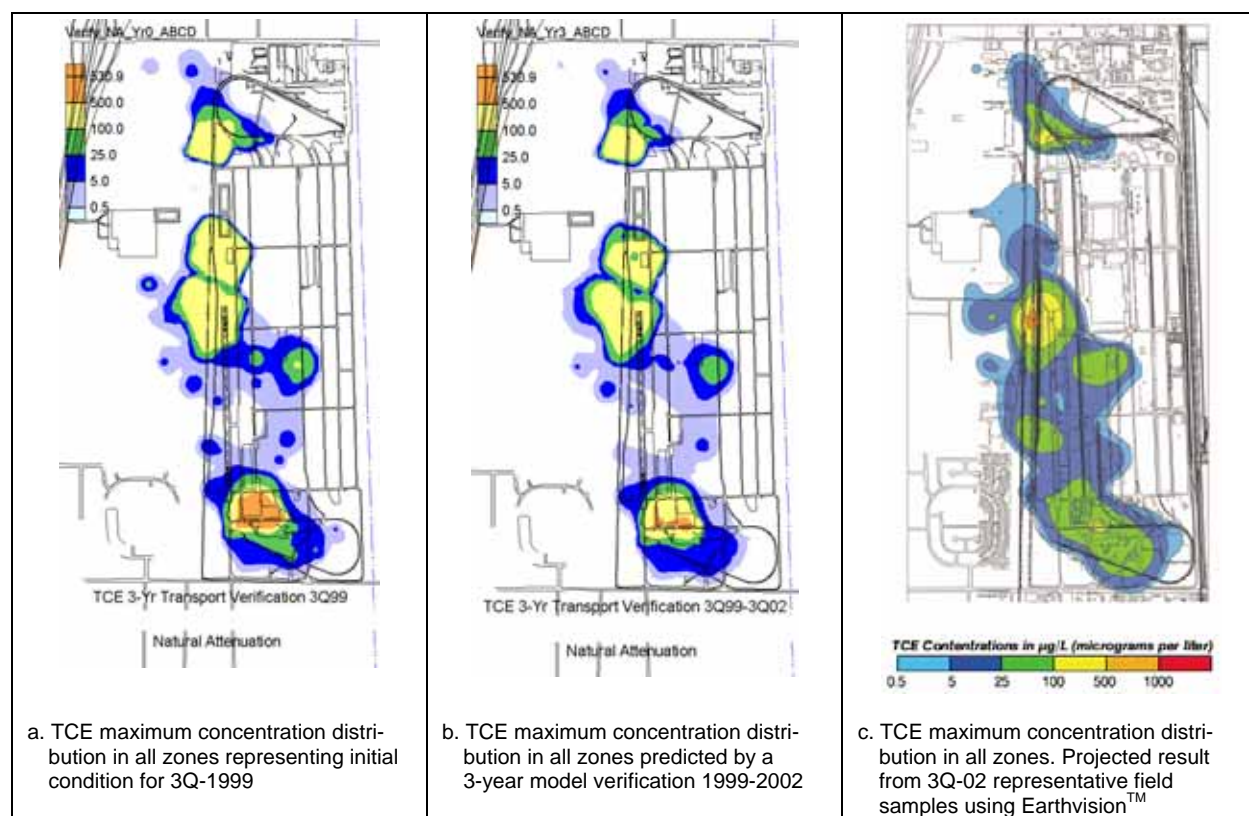 Verify_NA_Yr0_ABCD
530.9
500.0
100.0
25.0
5.0
0.5
TCE 3-Yr Transport Verification 3Q99
Natural Attenuation
a. TCE maximum concentration distri-
bution in all zones representing initial
condition for 3Q-1999
Verify_NA_Yr3_ABCD
530.9
500.0
100.0
25.0
5.0
0.5
TCE 3-Yr Transport Verification 3Q99-3Q02
Natural Attenuation
b. TCE maximum concentration distri-
bution in all zones predicted by a
3-year model verification 1999-2002
TCE Contentrations in µg/L (micrograms per liter)
0.5 5 25 100 500 1000
c. TCE maximum concentration distri-
bution in all zones. Projected result
from 3Q-02 representative field
samples using Earthvision™